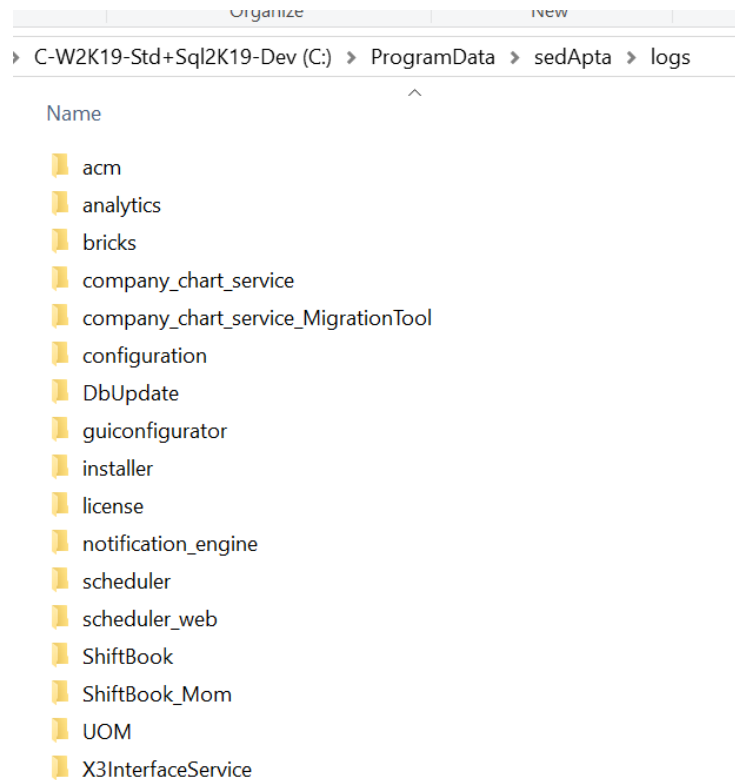 Organize New
C-W2K19-Std+Sql2K19-Dev (C:) > ProgramData > sedApta > logs
Name
acm
analytics
bricks
company_chart_service
company_chart_service_MigrationTool
configuration
DbUpdate
guiconfigurator
installer
license
notification_engine
scheduler
scheduler_web
ShiftBook
ShiftBook_Mom
UOM
X3InterfaceService